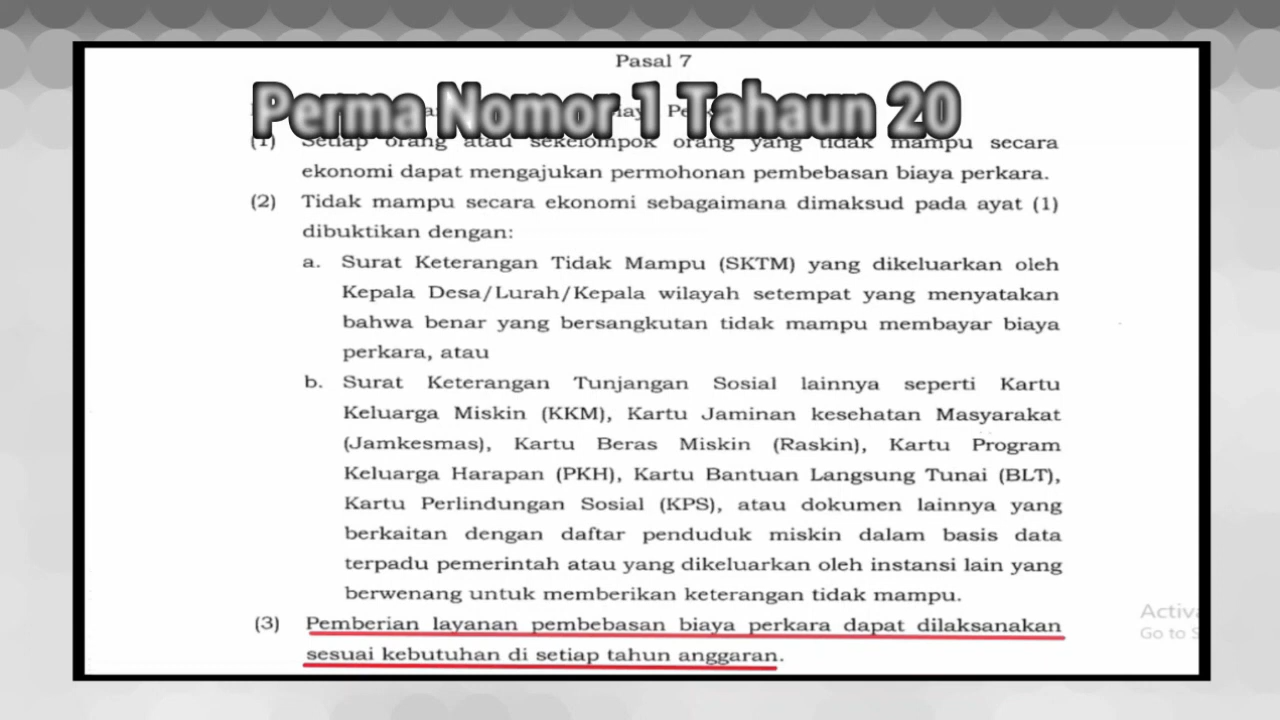 Pasal 7
Perma Nomor 1 Tahaun 20
(1) Setiap orang atau sekelompok orang yang tidak mampu secara
ekonomi dapat mengajukan permohonan pembebasan biaya perkara.
(2) Tidak mampu secara ekonomi sebagaimana dimaksud pada ayat (1)
dibuktikan dengan:
a. Surat Keterangan Tidak Mampu (SKTM) yang dikeluarkan oleh
Kepala Desa/Lurah/Kepala wilayah setempat yang menyatakan
bahwa benar yang bersangkutan tidak mampu membayar biaya
perkara, atau
b. Surat Keterangan Tunjangan Sosial lainnya seperti Kartu
Keluarga Miskin (KKM), Kartu Jaminan kesehatan Masyarakat
(Jamkesmas), Kartu Beras Miskin (Raskin), Kartu Program
Keluarga Harapan (PKH), Kartu Bantuan Langsung Tunai (BLT),
Kartu Perlindungan Sosial (KPS), atau dokumen lainnya yang
berkaitan dengan daftar penduduk miskin dalam basis data
terpadu pemerintah atau yang dikeluarkan oleh instansi lain yang
berwenang untuk memberikan keterangan tidak mampu.
(3) Pemberian layanan pembebasan biaya perkara dapat dilaksanakan
sesuai kebutuhan di setiap tahun anggaran.
Activa
Go to S